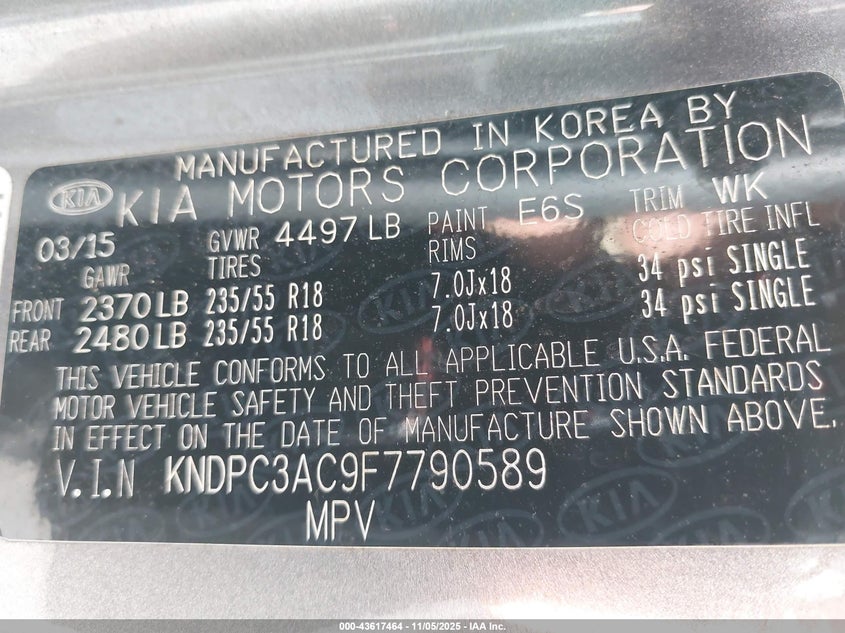 MANUFACTURED IN KOREA BY
KIA KIA MOTORS CORPORATION
03/15 GVWR 4497 LB PAINT E6S TRIM WK
GAWR TIRES RIMS COLD TIRE INFL
FRONT 2370 LB 235/55 R18 7.0Jx18 34 psi SINGLE
REAR 2480 LB 235/55 R18 7.0Jx18 34 psi SINGLE
THIS VEHICLE CONFORMS TO ALL APPLICABLE U.S.A. FEDERAL
MOTOR VEHICLE SAFETY AND THEFT PREVENTION STANDARDS
IN EFFECT ON THE DATE OF MANUFACTURE SHOWN ABOVE.
V.I.N KNDPC3AC9F7790589
MPV
000-43617464 - 11/05/2025 - IAA Inc.